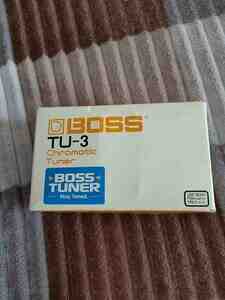 BOSS
TU-3
Chromatic
Tuner
BOSS
TUNER
Stay Tuned.